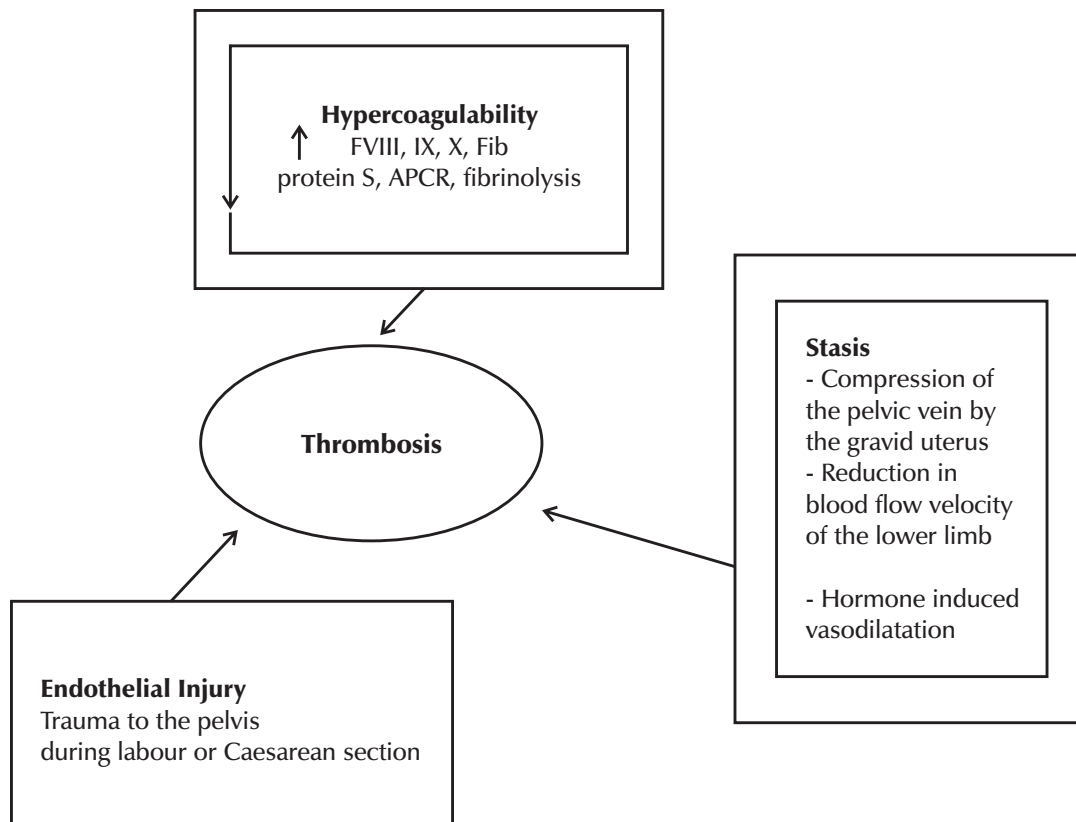 Hypercoagulability
FVIII, IX, X, Fib
protein S, APCR, fibrinolysis
Thrombosis
Stasis
- Compression of
the pelvic vein by
the gravid uterus
- Reduction in
blood flow velocity
of the lower limb
- Hormone induced
vasodilatation
Endothelial Injury
Trauma to the pelvis
during labour or Caesarean section